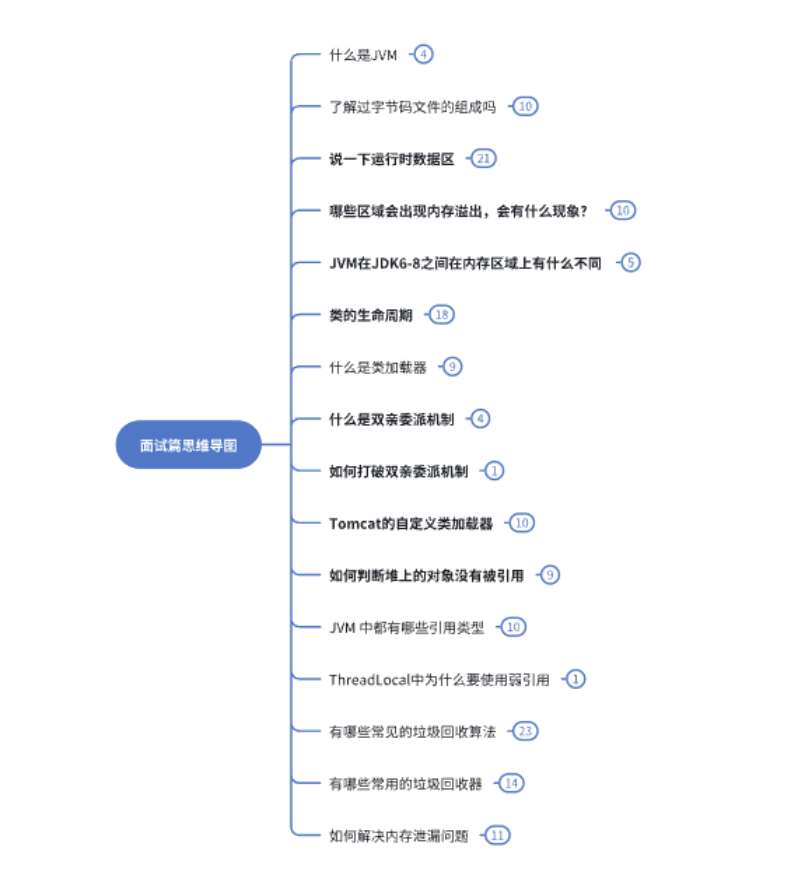 什么是JVM 4
了解过字节码文件的组成吗 10
说一下运行时数据区 21
哪些区域会出现内存溢出，会有什么现象？ 10
JVM在JDK6-8之间在内存区域上有什么不同 5
类的生命周期 18
什么是类加载器 9
什么是双亲委派机制 4
面试篇思维导图
如何打破双亲委派机制 1
Tomcat的自定义类加载器 10
如何判断堆上的对象没有被引用 9
JVM 中都有哪些引用类型 10
ThreadLocal中为什么要使用弱引用 1
有哪些常见的垃圾回收算法 23
有哪些常用的垃圾回收器 14
如何解决内存泄漏问题 11